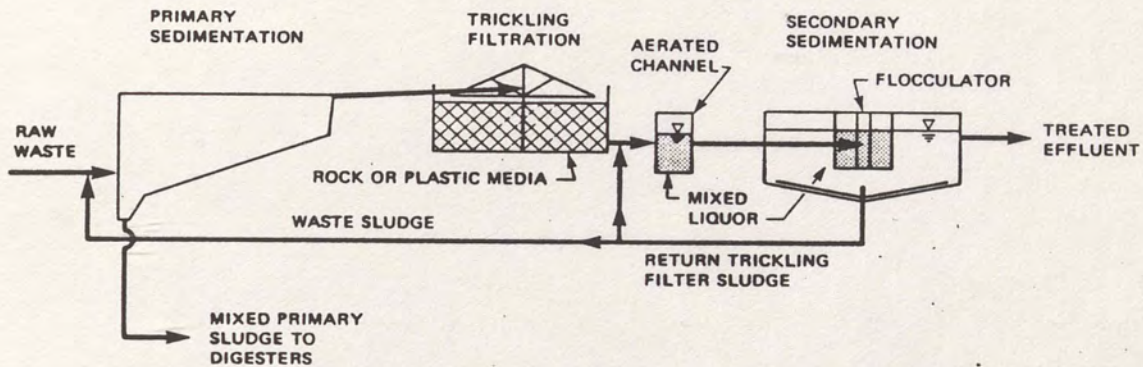 PRIMARY
SEDIMENTATION
TRICKLING
FILTRATION
AERATED
CHANNEL
SECONDARY
SEDIMENTATION
FLOCCULATOR
RAW
WASTE
TREATED
EFFLUENT
ROCK OR PLASTIC MEDIA
MIXED
LIQUOR
WASTE SLUDGE
RETURN TRICKLING
FILTER SLUDGE
MIXED PRIMARY
SLUDGE TO
DIGESTERS